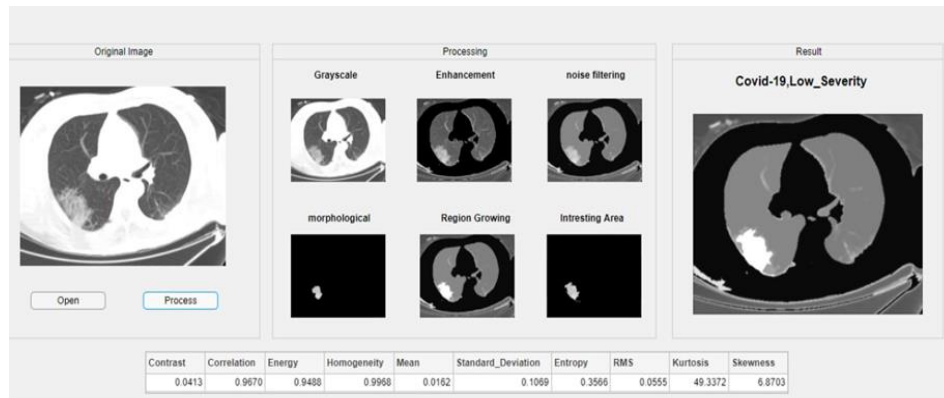 Original Image
Processing
Result
Grayscale
Enhancement
noise filtering
Covid-19,Low_Severity
morphological
Region Growing
Intresting Area
Open
Process
Contrast Correlation Energy Homogeneity Mean Standard_Deviation Entropy RMS Kurtosis Skewness
0.0413 0.9670 0.9488 0.9968 0.0162 0.1069 0.3566 0.0555 49.3372 6.8703